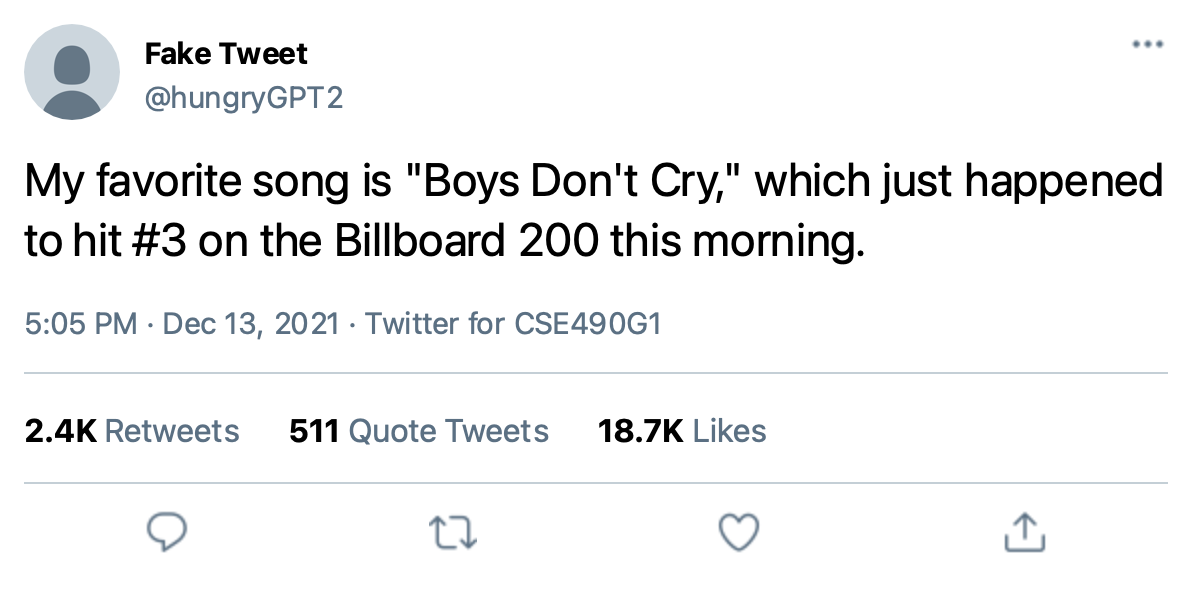 Fake Tweet
@hungryGPT2
My favorite song is "Boys Don't Cry," which just happened
to hit #3 on the Billboard 200 this morning.
5:05 PM · Dec 13, 2021 · Twitter for CSE490G1
2.4K Retweets 511 Quote Tweets 18.7K Likes